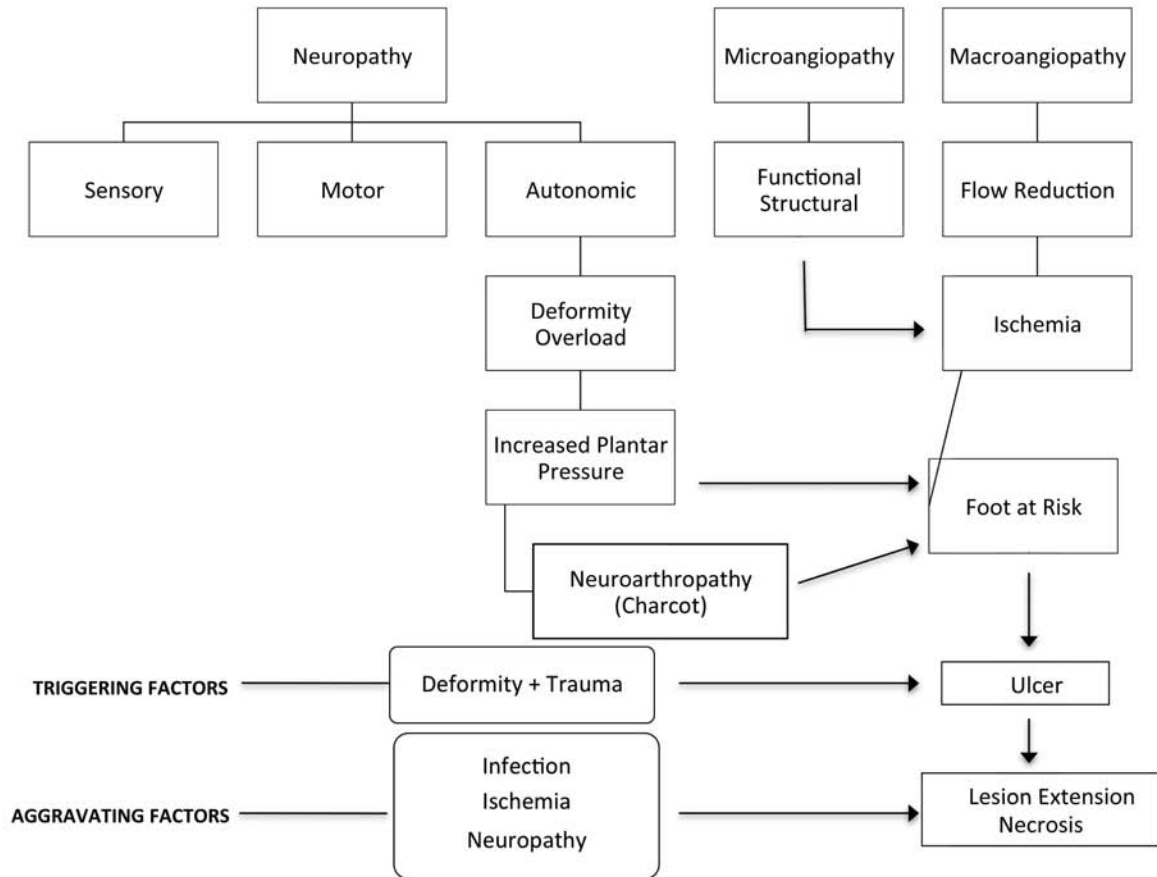 Neuropathy
Microangiopathy
Macroangiopathy
Sensory
Motor
Autonomic
Functional
Structural
Flow Reduction
Deformity
Overload
Ischemia
Increased Plantar
Pressure
Foot at Risk
Neuroarthropathy
(Charcot)
TRIGGERING FACTORS
Deformity + Trauma
Ulcer
AGGRAVATING FACTORS
Infection
Ischemia
Neuropathy
Lesion Extension
Necrosis